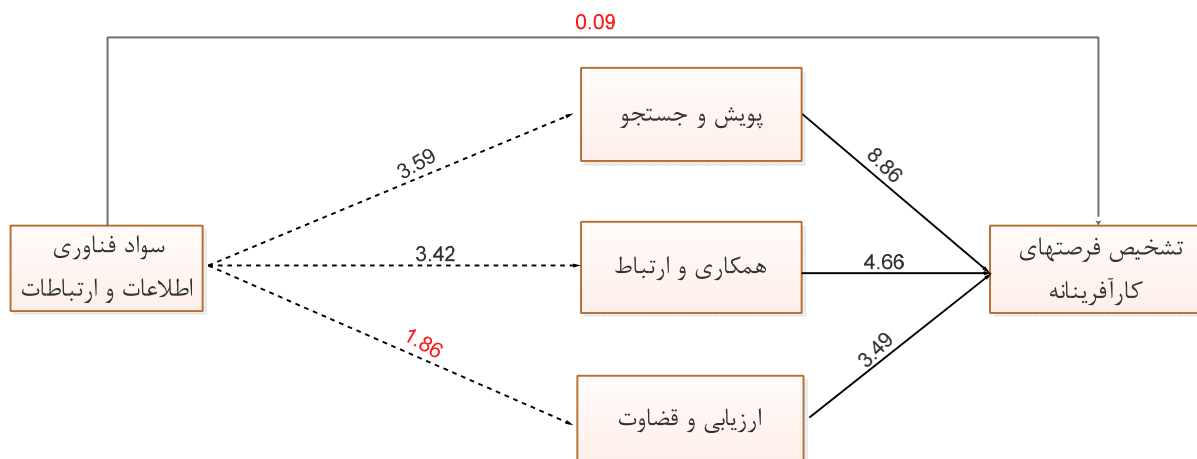 0.09
پویش و جستجو
3.59
8.86
سواد فناوری
اطلاعات و ارتباطات
3.42
همکاری و ارتباط
4.66
تشخیص فرصتهای
کارآفرینانه
1.86
3.49
ارزیابی و قضاوت